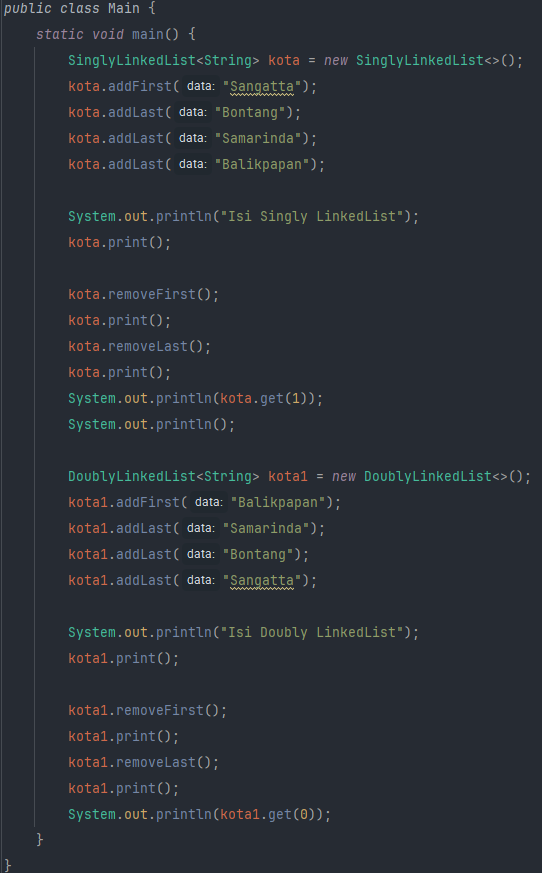 public class Main {
    static void main() {
        SinglyLinkedList<String> kota = new SinglyLinkedList<>();
        kota.addFirst( data: "Sangatta");
        kota.addLast( data: "Bontang");
        kota.addLast( data: "Samarinda");
        kota.addLast( data: "Balikpapan");

        System.out.println("Isi Singly LinkedList");
        kota.print();

        kota.removeFirst();
        kota.print();
        kota.removeLast();
        kota.print();
        System.out.println(kota.get(1));
        System.out.println();

        DoublyLinkedList<String> kota1 = new DoublyLinkedList<>();
        kota1.addFirst( data: "Balikpapan");
        kota1.addLast( data: "Samarinda");
        kota1.addLast( data: "Bontang");
        kota1.addLast( data: "Sangatta");

        System.out.println("Isi Doubly LinkedList");
        kota1.print();

        kota1.removeFirst();
        kota1.print();
        kota1.removeLast();
        kota1.print();
        System.out.println(kota1.get(0));
    }
}